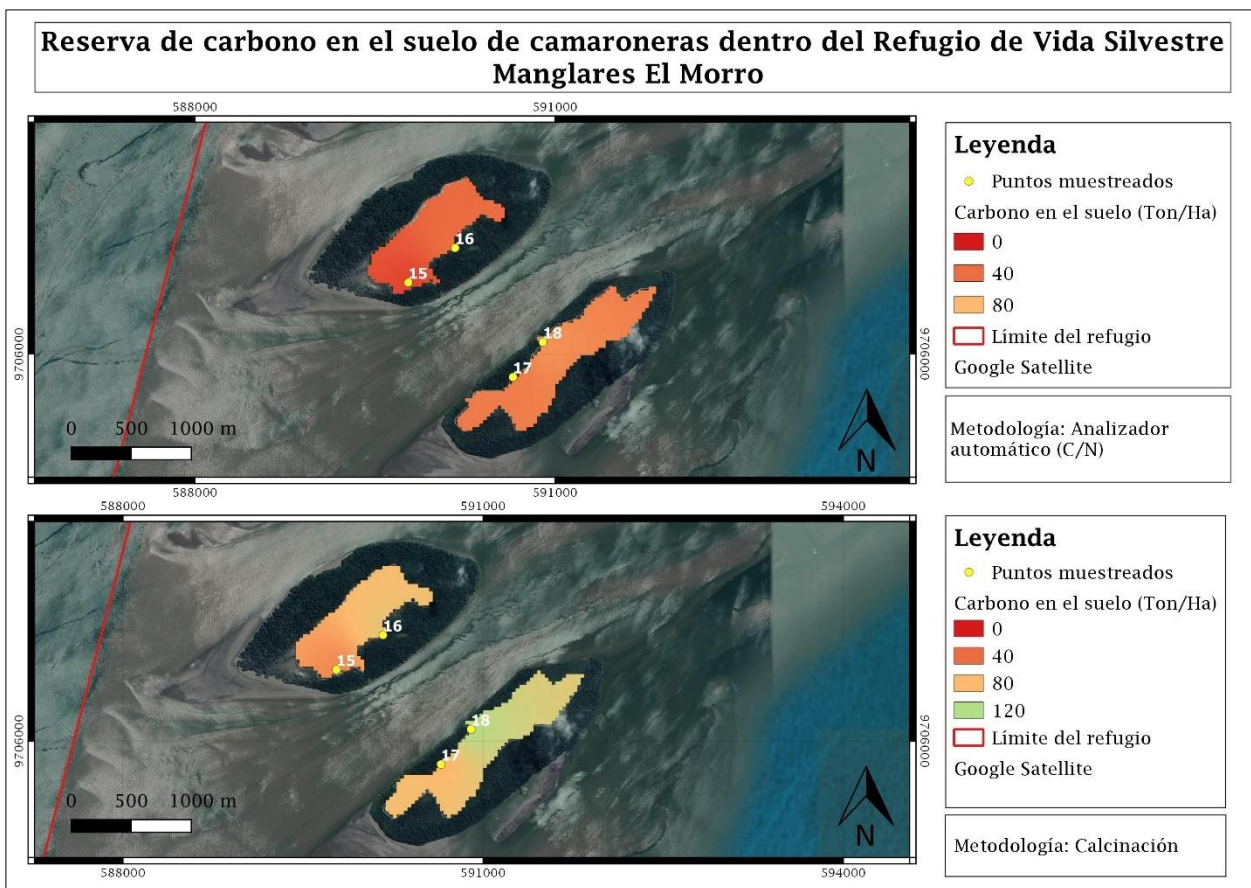 Reserva de carbono en el suelo de camaroneras dentro del Refugio de Vida Silvestre
Manglares El Morro
588000
591000
16
15
18
17
9706000
9706000
0 500 1000 m
N
588000
591000
Leyenda
Puntos muestreados
Carbono en el suelo (Ton/Ha)
0
40
80
Límite del refugio
Google Satellite
Metodología: Analizador
automático (C/N)
588000
591000
594000
16
15
18
17
9706000
9706000
0 500 1000 m
N
588000
591000
594000
Leyenda
Puntos muestreados
Carbono en el suelo (Ton/Ha)
0
40
80
120
Límite del refugio
Google Satellite
Metodología: Calcinación